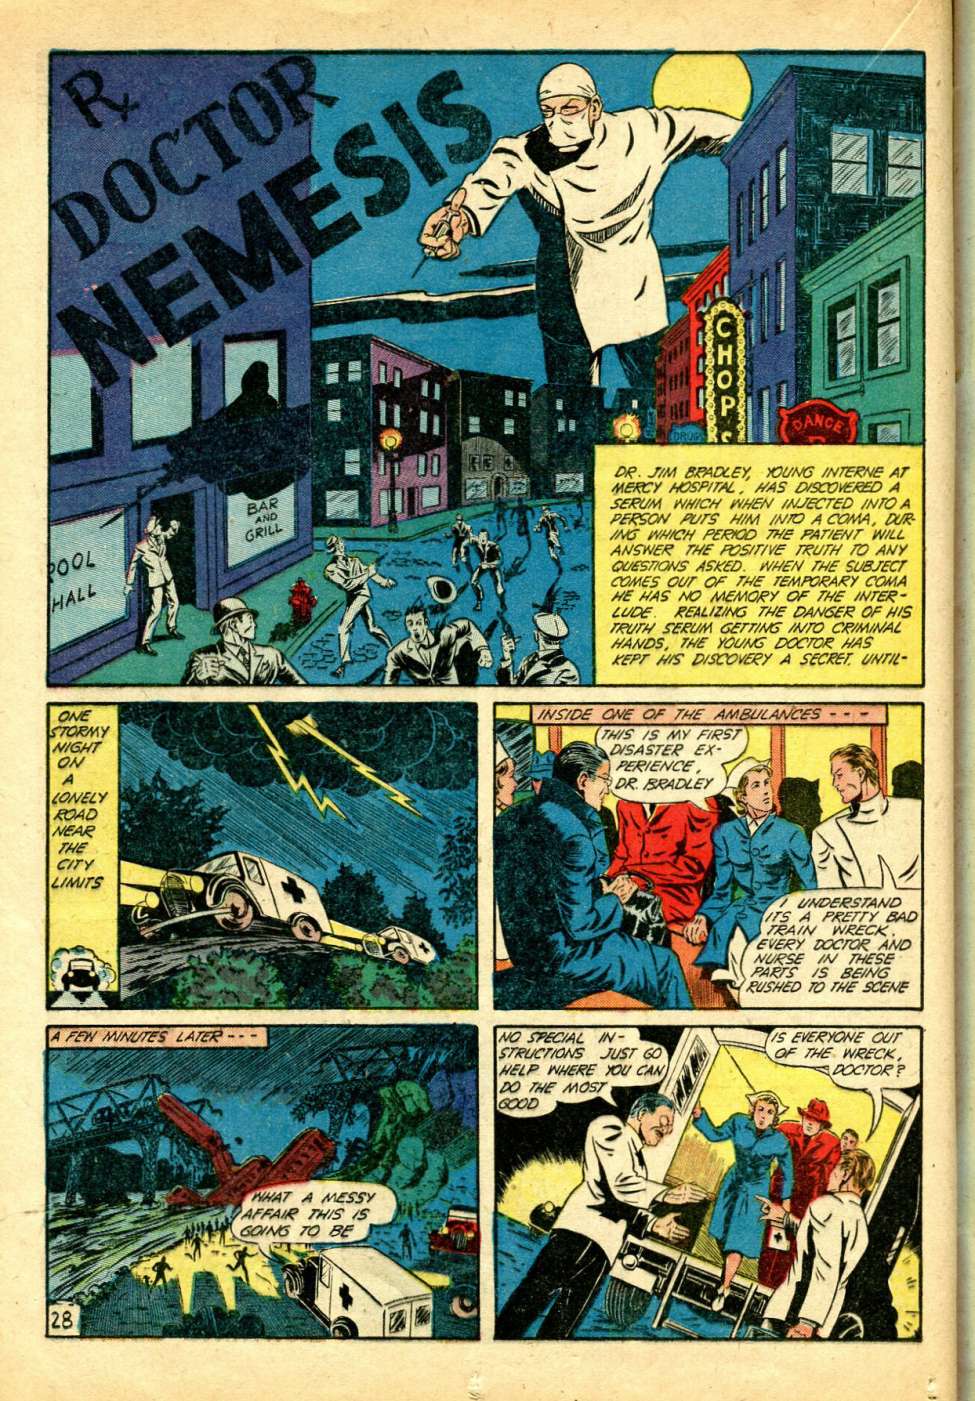 Rx
DOCTOR
NEMESIS
CHOP'S
DRUG
DANCE
BAR
AND
GRILL
POOL
HALL
DR. JIM BRADLEY, YOUNG INTERNE AT
MERCY HOSPITAL, HAS DISCOVERED A
SERUM WHICH WHEN INJECTED INTO A
PERSON PUTS HIM INTO A COMA, DUR-
ING WHICH PERIOD THE PATIENT WILL
ANSWER THE POSITIVE TRUTH TO ANY
QUESTIONS ASKED. WHEN THE SUBJECT
COMES OUT OF THE TEMPORARY COMA
HE HAS NO MEMORY OF THE INTER-
LUDE. REALIZING THE DANGER OF HIS
TRUTH SERUM GETTING INTO CRIMINAL
HANDS, THE YOUNG DOCTOR HAS
KEPT HIS DISCOVERY A SECRET, UNTIL-
ONE
STORMY
NIGHT
ON
A
LONELY
ROAD
NEAR
THE
CITY
LIMITS
INSIDE ONE OF THE AMBULANCES - - -
THIS IS MY FIRST
DISASTER EX-
PERIENCE,
DR. BRADLEY
I UNDERSTAND
ITS A PRETTY BAD
TRAIN WRECK.
EVERY DOCTOR AND
NURSE IN THESE
PARTS IS BEING
RUSHED TO THE SCENE
A FEW MINUTES LATER - - -
WHAT A MESSY
AFFAIR THIS IS
GOING TO BE
28
NO SPECIAL IN-
STRUCTIONS JUST GO
HELP WHERE YOU CAN
DO THE MOST
GOOD
IS EVERYONE OUT
OF THE WRECK,
DOCTOR?